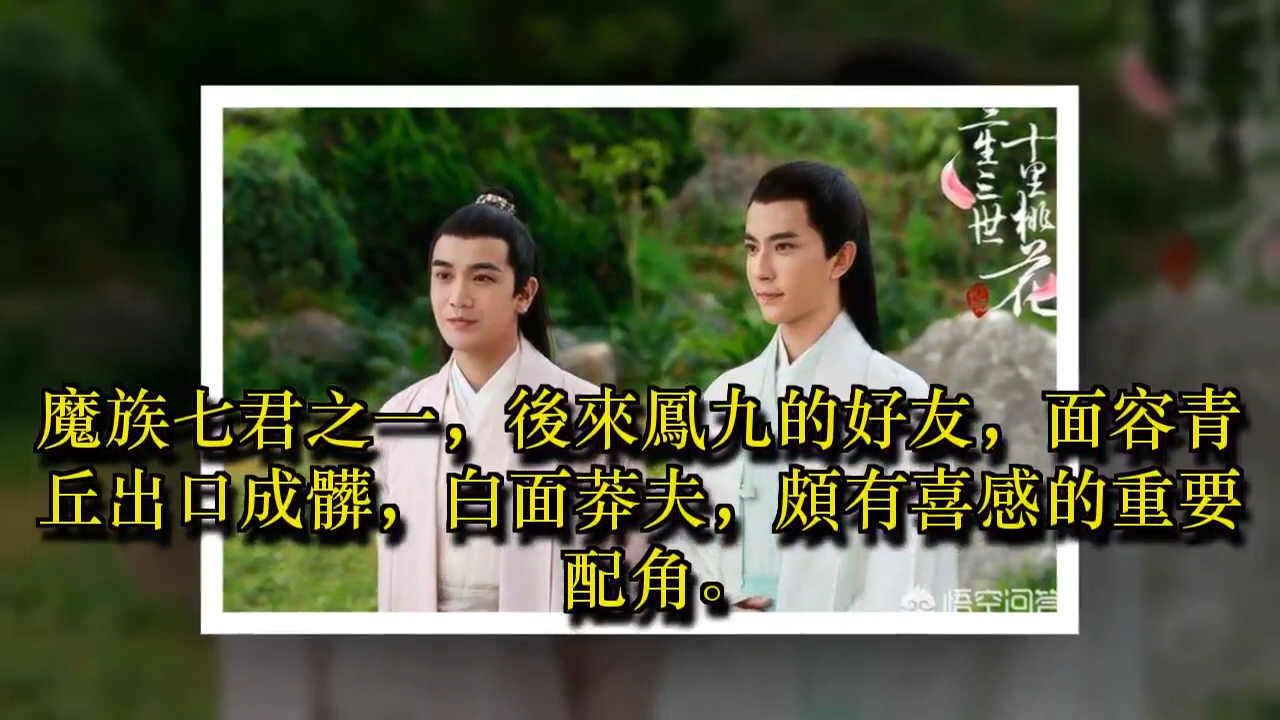 三生三世
十里桃花
魔族七君之一，後來鳳九的好友，面容青
丘出口成髒，白面莽夫，頗有喜感的重要
配角。
悟空问答